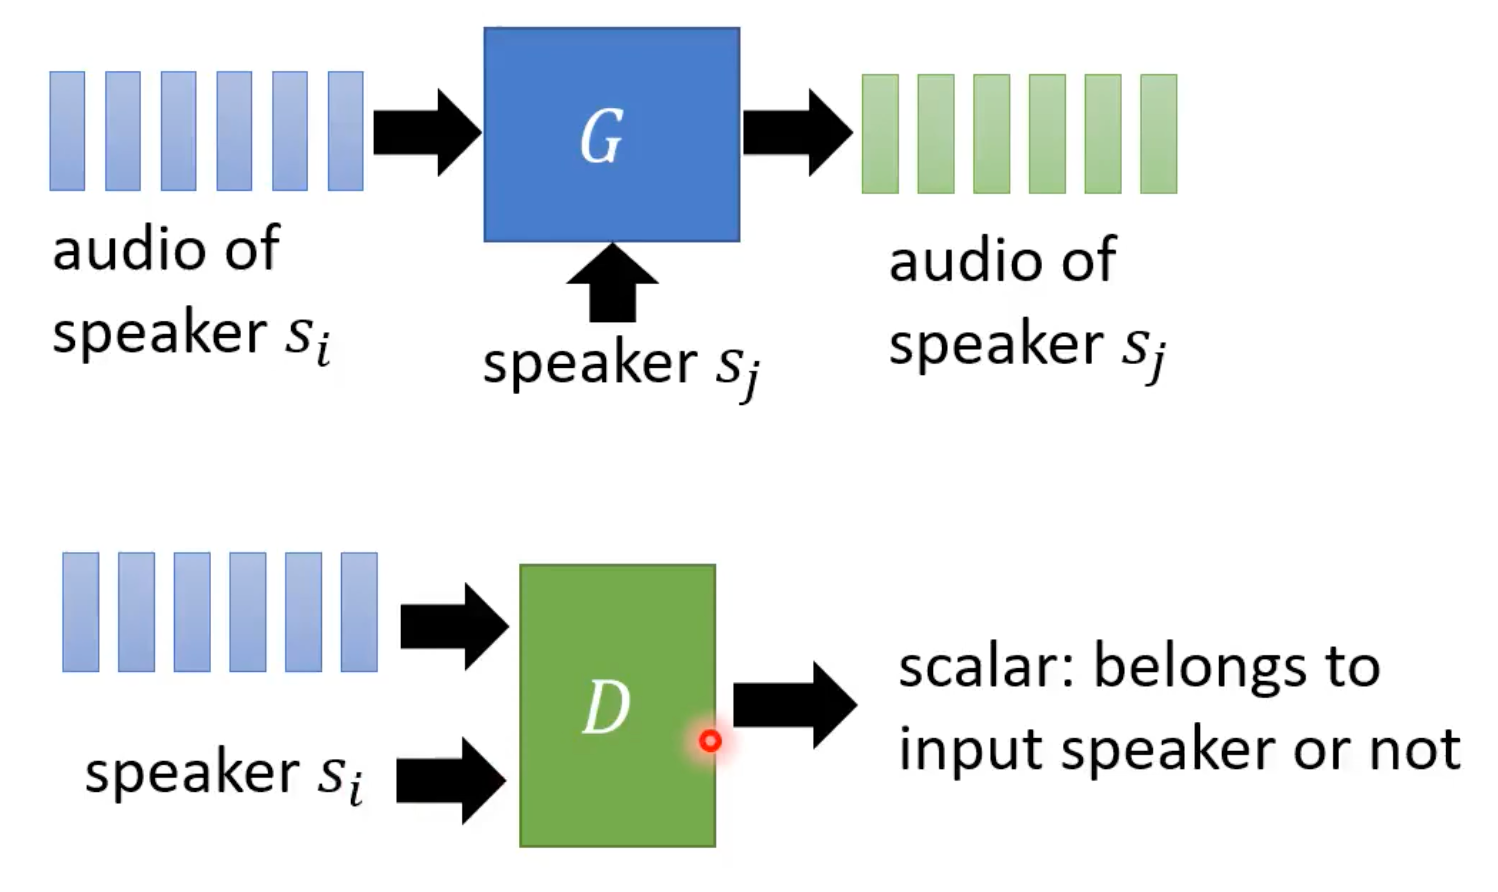 G
audio of
speaker s_i
speaker s_j
audio of
speaker s_j
D
speaker s_i
scalar: belongs to
input speaker or not